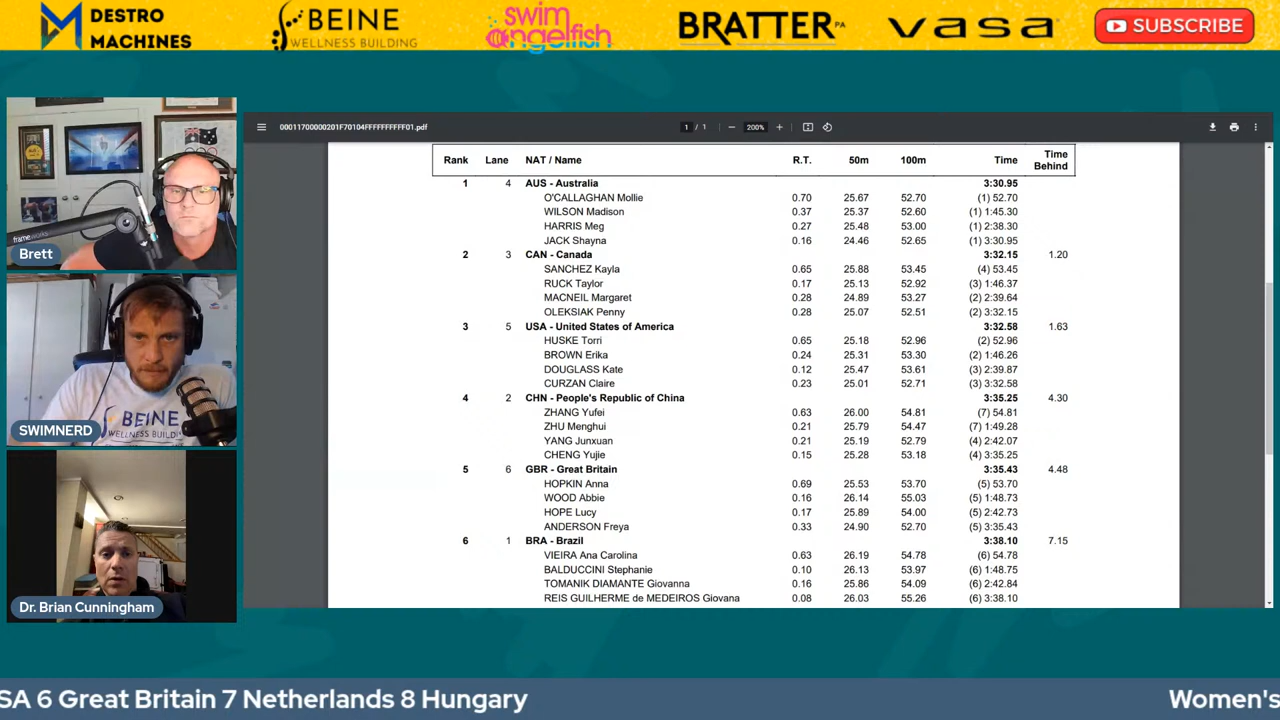 DESTRO
MACHINES
BEINE
WELLNESS BUILDING
swim
angelfish
BRATTER PA
vasa
SUBSCRIBE
00011700000201F70104FFFFFFFFFF01.pdf
1 / 1
200%
Rank Lane NAT / Name R.T. 50m 100m Time Time Behind
1 4 AUS - Australia 3:30.95
O'CALLAGHAN Mollie 0.70 25.67 52.70 (1) 52.70
WILSON Madison 0.37 25.37 52.60 (1) 1:45.30
HARRIS Meg 0.27 25.48 53.00 (1) 2:38.30
JACK Shayna 0.16 24.46 52.65 (1) 3:30.95
2 3 CAN - Canada 3:32.15 1.20
SANCHEZ Kayla 0.65 25.88 53.45 (4) 53.45
RUCK Taylor 0.17 25.13 52.92 (3) 1:46.37
MACNEIL Margaret 0.28 24.89 53.27 (2) 2:39.64
OLEKSIAK Penny 0.28 25.07 52.51 (2) 3:32.15
3 5 USA - United States of America 3:32.58 1.63
HUSKE Torri 0.65 25.18 52.96 (2) 52.96
BROWN Erika 0.24 25.31 53.30 (2) 1:46.26
DOUGLASS Kate 0.12 25.47 53.61 (3) 2:39.87
CURZAN Claire 0.23 25.01 52.71 (3) 3:32.58
4 2 CHN - People's Republic of China 3:35.25 4.30
ZHANG Yufei 0.63 26.00 54.81 (7) 54.81
ZHU Menghui 0.21 25.79 54.47 (7) 1:49.28
YANG Junxuan 0.21 25.19 52.79 (4) 2:42.07
CHENG Yujie 0.15 25.28 53.18 (4) 3:35.25
5 6 GBR - Great Britain 3:35.43 4.48
HOPKIN Anna 0.69 25.53 53.70 (5) 53.70
WOOD Abbie 0.16 26.14 55.03 (5) 1:48.73
HOPE Lucy 0.17 25.89 54.00 (5) 2:42.73
ANDERSON Freya 0.33 24.90 52.70 (5) 3:35.43
6 1 BRA - Brazil 3:38.10 7.15
VIEIRA Ana Carolina 0.63 26.19 54.78 (6) 54.78
BALDUCCINI Stephanie 0.10 26.13 53.97 (6) 1:48.75
TOMANIK DIAMANTE Giovanna 0.16 25.86 54.09 (6) 2:42.84
REIS GUILHERME de MEDEIROS Giovana 0.08 26.03 55.26 (6) 3:38.10
Brett
BEINE
WELLNESS BUILDING
SWIMNERD
Dr. Brian Cunningham
SA 6 Great Britain 7 Netherlands 8 Hungary
Women's